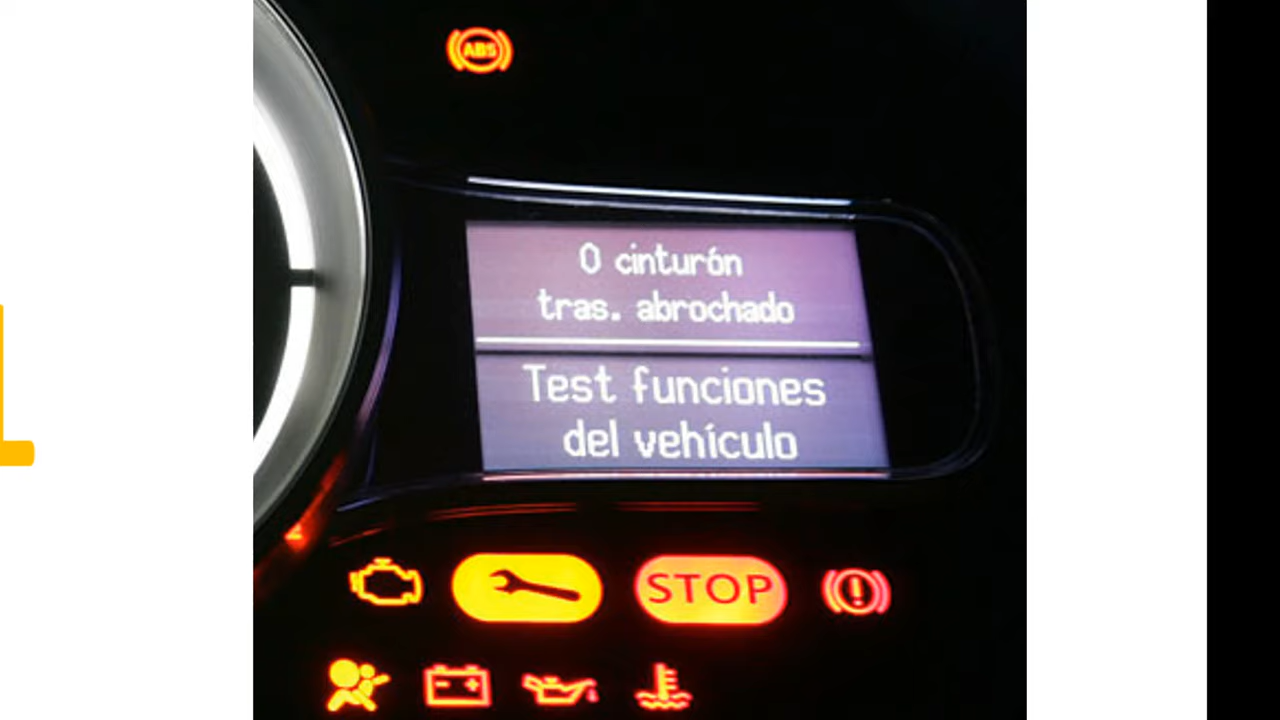 ABS
0 cinturón
tras. abrochado
Test funciones
del vehículo
STOP